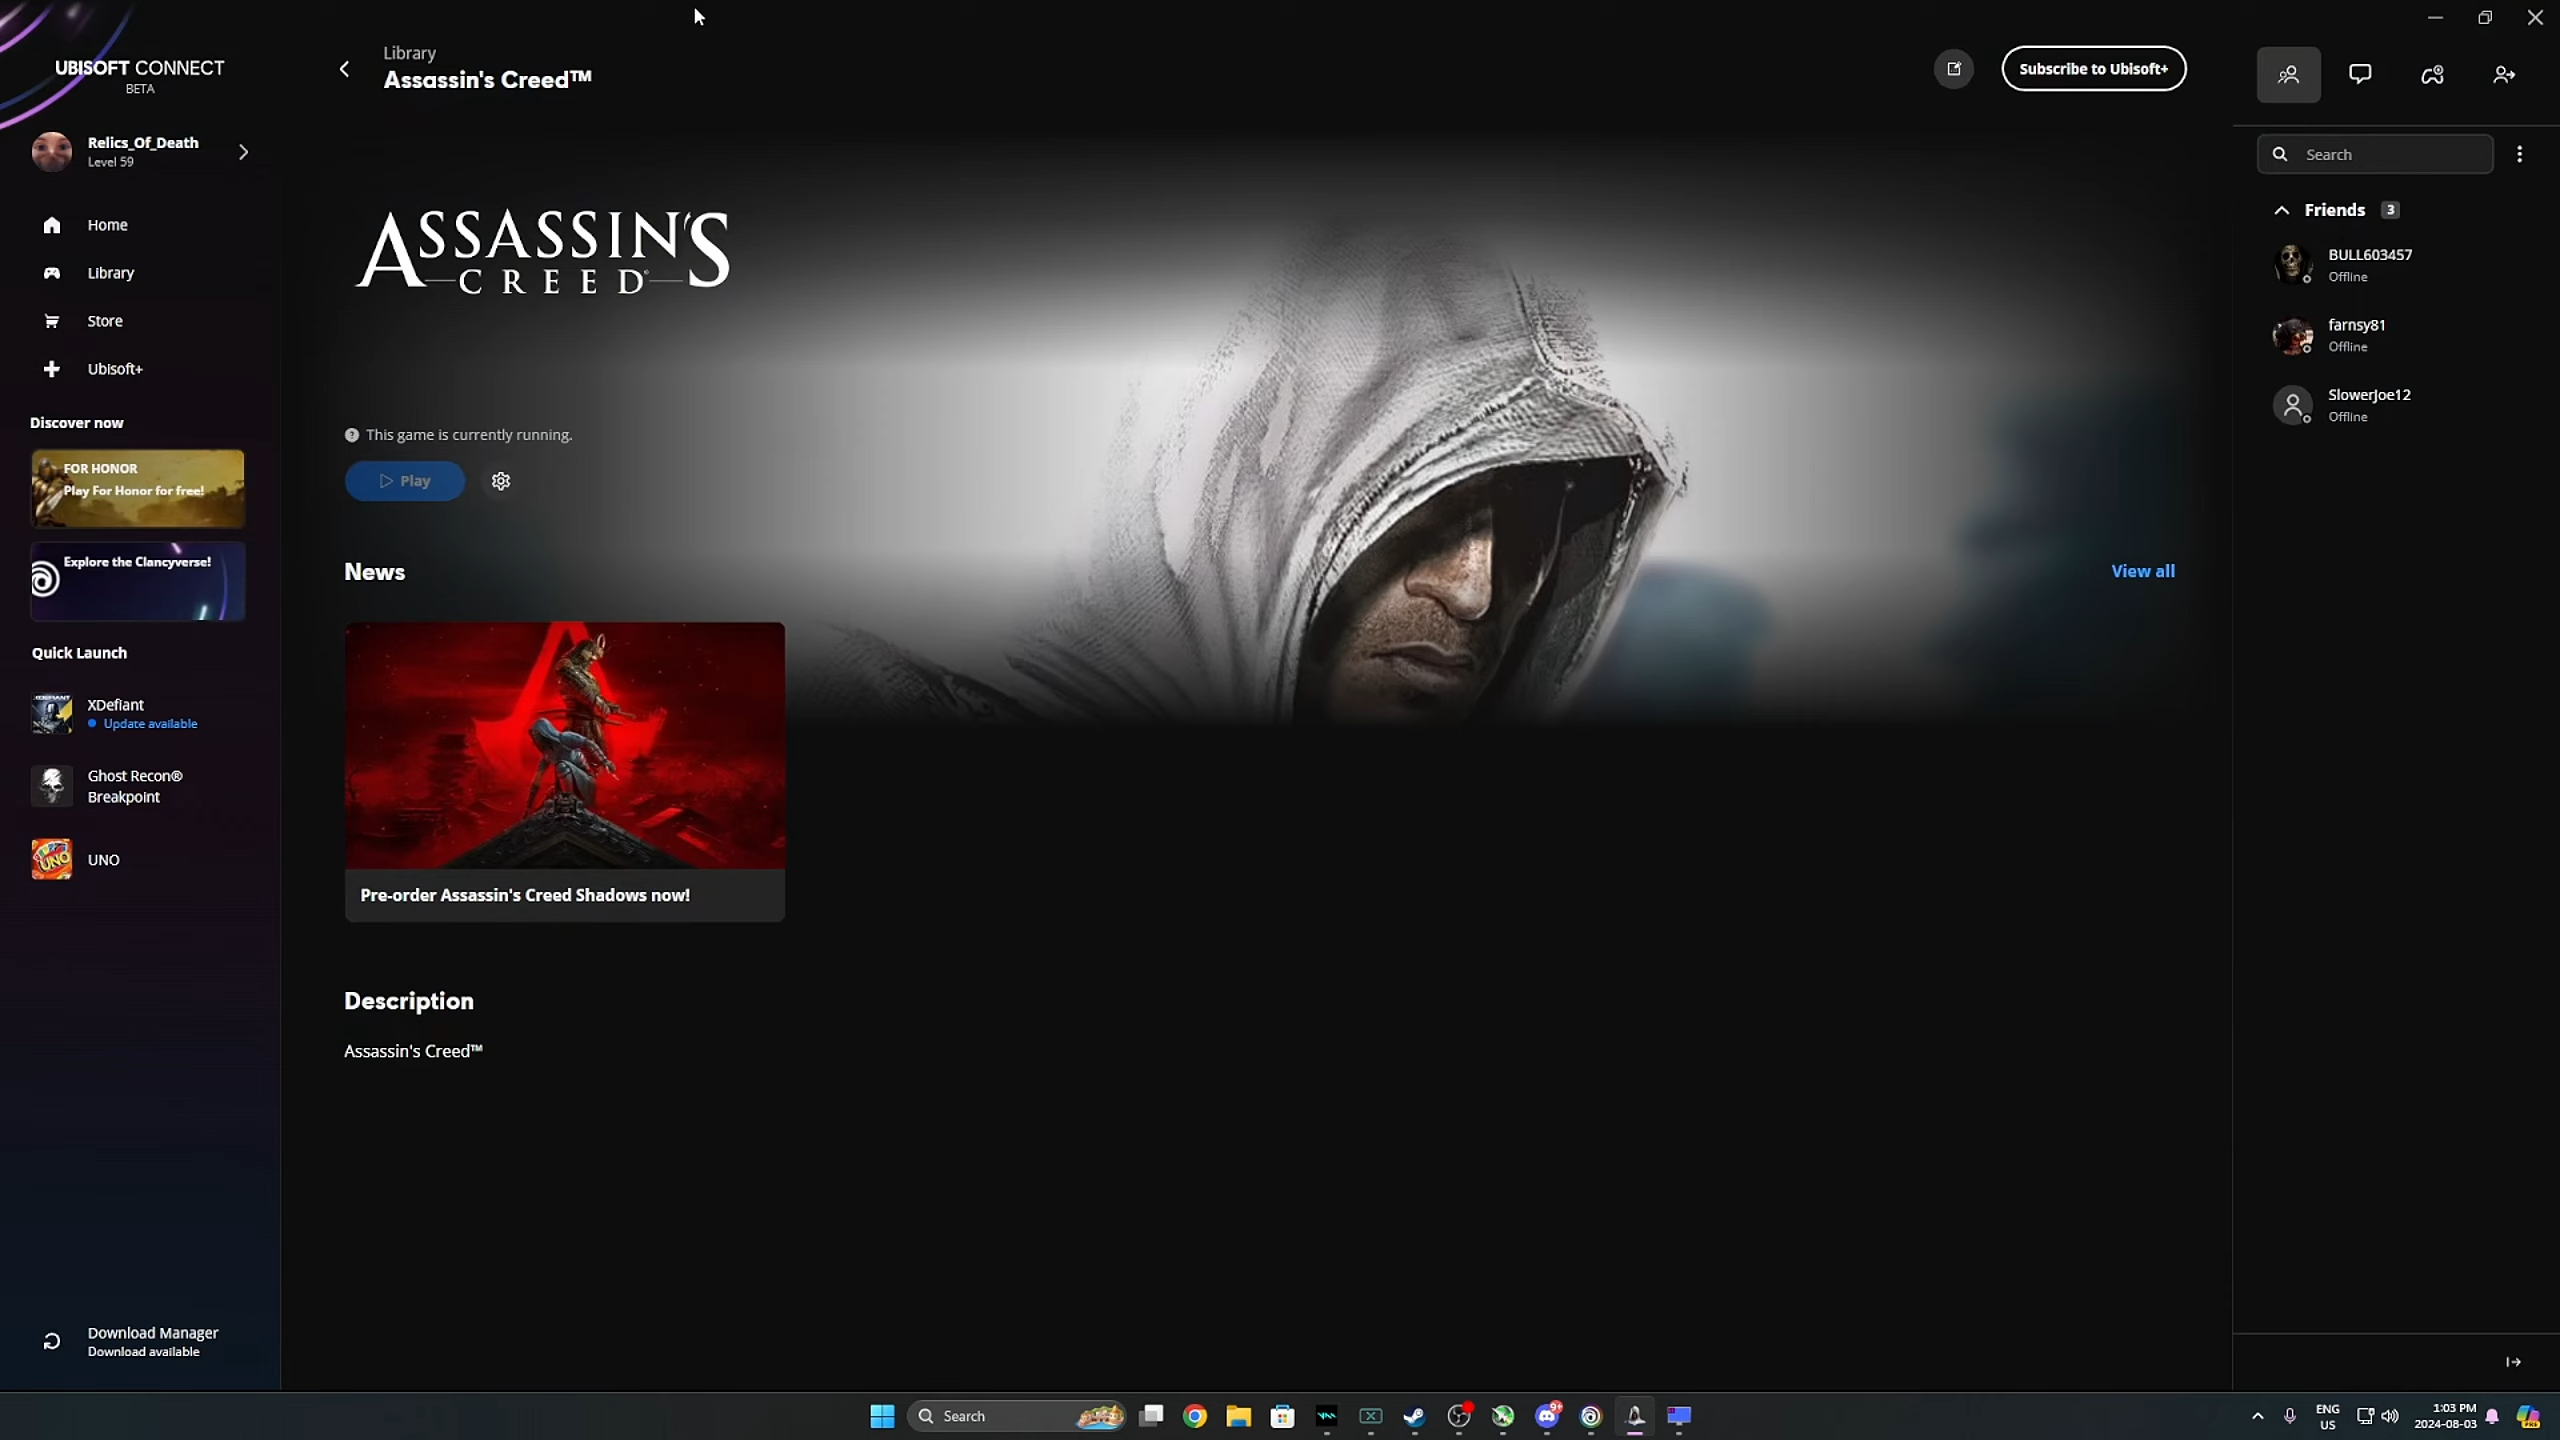 UBISOFT CONNECT
BETA
Relics_Of_Death
Level 59
Home
Library
Store
Ubisoft+
Discover now
FOR HONOR
Play For Honor for free!
Explore the Clancyverse!
Quick Launch
XDEFIANT
XDefiant
Update available
Ghost Recon®
Breakpoint
UNO
UNO
Download Manager
Download available
Library
Assassin's Creed™
Subscribe to Ubisoft+
ASSASSIN'S
CREED
This game is currently running.
Play
News
View all
Pre-order Assassin's Creed Shadows now!
Description
Assassin's Creed™
Search
Friends 3
BULL603457
Offline
farnsy81
Offline
SlowerJoe12
Offline
Search
9+
ENG
US
1:03 PM
2024-08-03